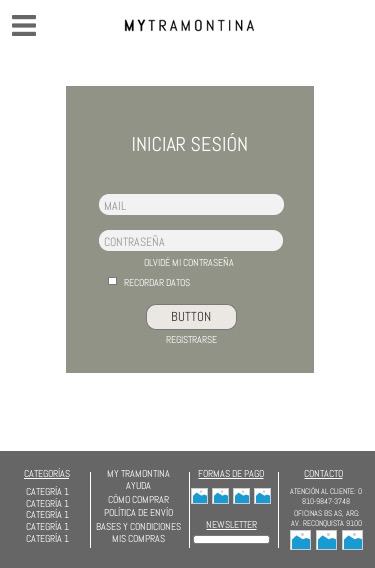 MYTRAMONTINA
INICIAR SESIÓN
MAIL
CONTRASEÑA
OLVIDÉ MI CONTRASEÑA
RECORDAR DATOS
BUTTON
REGISTRARSE
CATEGORÍAS
CATEGRÍA 1
CATEGRÍA 1
CATEGRÍA 1
CATEGRÍA 1
CATEGRÍA 1
MY TRAMONTINA
AYUDA
CÓMO COMPRAR
POLÍTICA DE ENVÍO
BASES Y CONDICIONES
MIS COMPRAS
FORMAS DE PAGO
NEWSLETTER
CONTACTO
ATENCIÓN AL CLIENTE: 0
810-9847-3748
OFICINAS BS AS, ARG:
AV. RECONQUISTA 9100